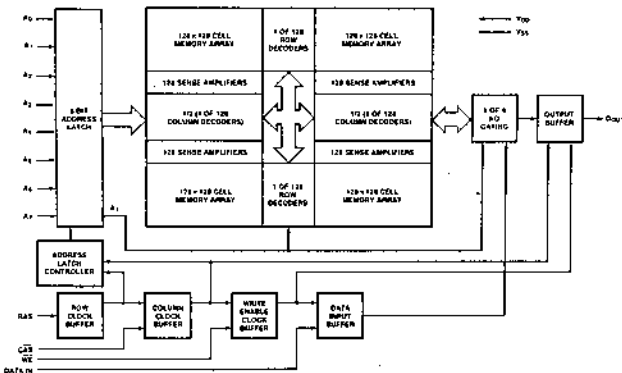 A0
A1
A2
A3
A4
A5
A6
A7
8-BIT
ADDRESS
LATCH
A7
128 x 128 CELL
MEMORY ARRAY
1 OF 128
ROW
DECODERS
128 x 128 CELL
MEMORY ARRAY
128 SENSE AMPLIFIERS
128 SENSE AMPLIFIERS
1/2 (1 OF 128
COLUMN DECODERS)
1/2 (1 OF 128
COLUMN DECODERS)
128 SENSE AMPLIFIERS
128 SENSE AMPLIFIERS
128 x 128 CELL
MEMORY ARRAY
1 OF 128
ROW
DECODERS
128 x 128 CELL
MEMORY ARRAY
VDD
VSS
GATING
OUTPUT
BUFFER
ADDRESS
LATCH
CONTROLLER
RAS
ROW
CLOCK
BUFFER
COLUMN
CLOCK
BUFFER
WRITE
ENABLE
CLOCK
BUFFER
DATA
INPUT
BUFFER
CAS
WE
DATA IN